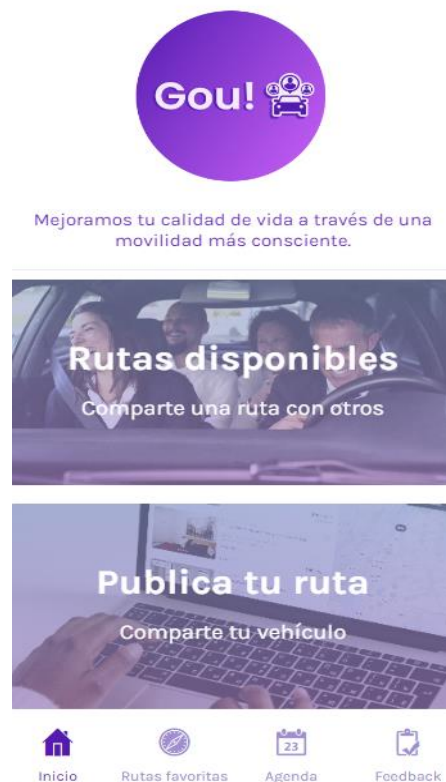 Gou!
Mejoramos tu calidad de vida a través de una
movilidad más consciente.
Rutas disponibles
Comparte una ruta con otros
Publica tu ruta
Comparte tu vehículo
23
Inicio
Rutas favoritas
Agenda
Feedback